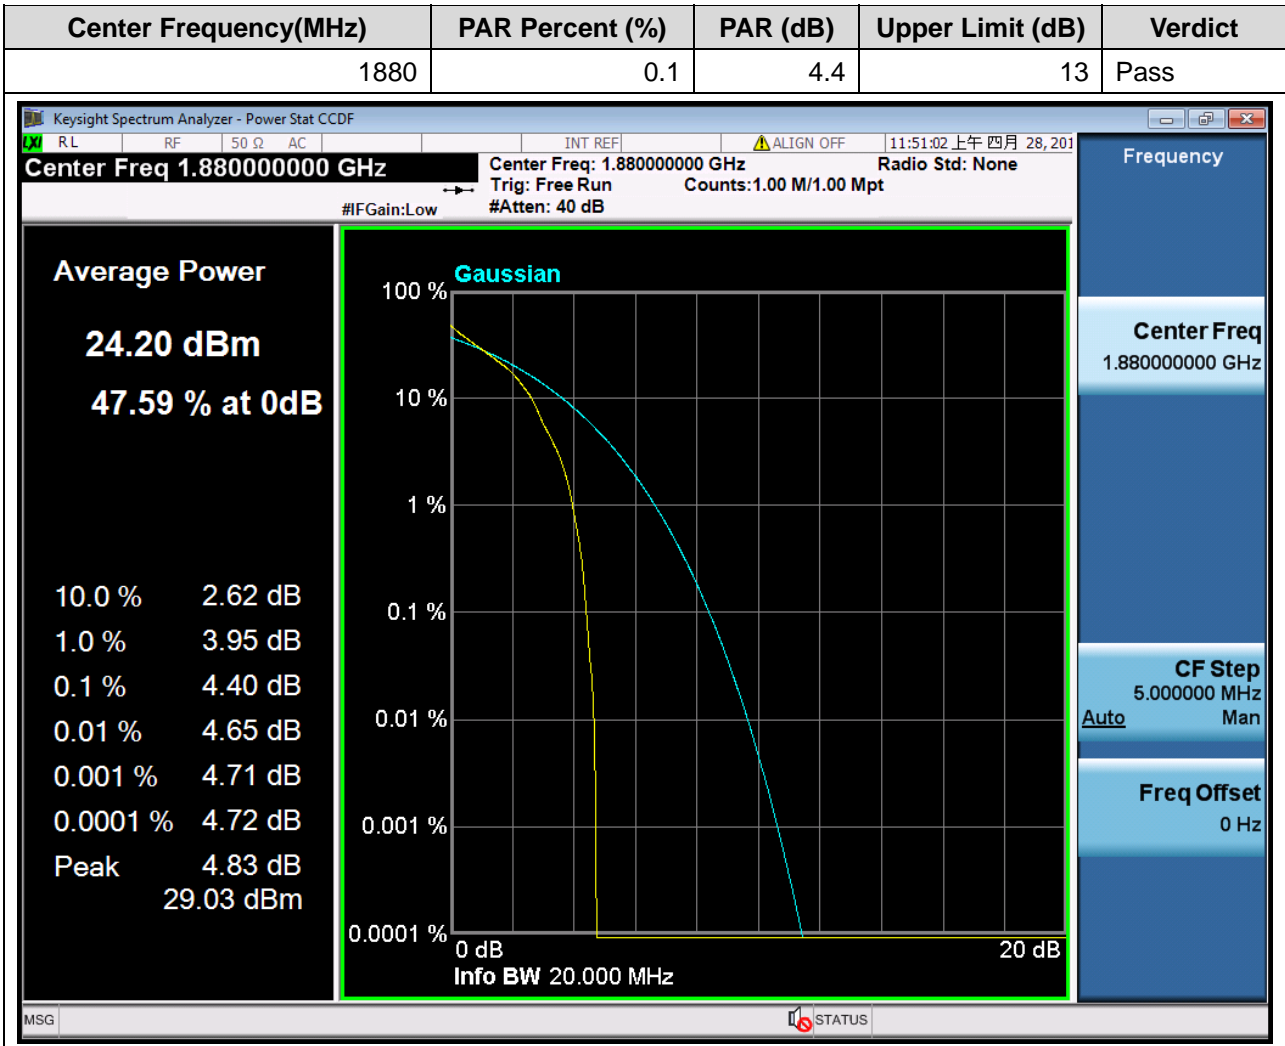 Center Frequency(MHz) PAR Percent (%) PAR (dB) Upper Limit (dB) Verdict
1880 0.1 4.4 13 Pass
Keysight Spectrum Analyzer - Power Stat CCDF
LXI RL RF 50 Ω AC INT REF ALIGN OFF 11:51:02 上午 四月 28, 201
Center Freq 1.880000000 GHz
Center Freq: 1.880000000 GHz Radio Std: None
Trig: Free Run Counts:1.00 M/1.00 Mpt
#IFGain:Low #Atten: 40 dB
Average Power
24.20 dBm
47.59 % at 0dB
10.0 % 2.62 dB
1.0 % 3.95 dB
0.1 % 4.40 dB
0.01 % 4.65 dB
0.001 % 4.71 dB
0.0001 % 4.72 dB
Peak 4.83 dB
29.03 dBm
Gaussian
100 %
10 %
1 %
0.1 %
0.01 %
0.001 %
0.0001 %
0 dB 20 dB
Info BW 20.000 MHz
Frequency
Center Freq
1.880000000 GHz
CF Step
5.000000 MHz
Auto Man
Freq Offset
0 Hz
MSG STATUS